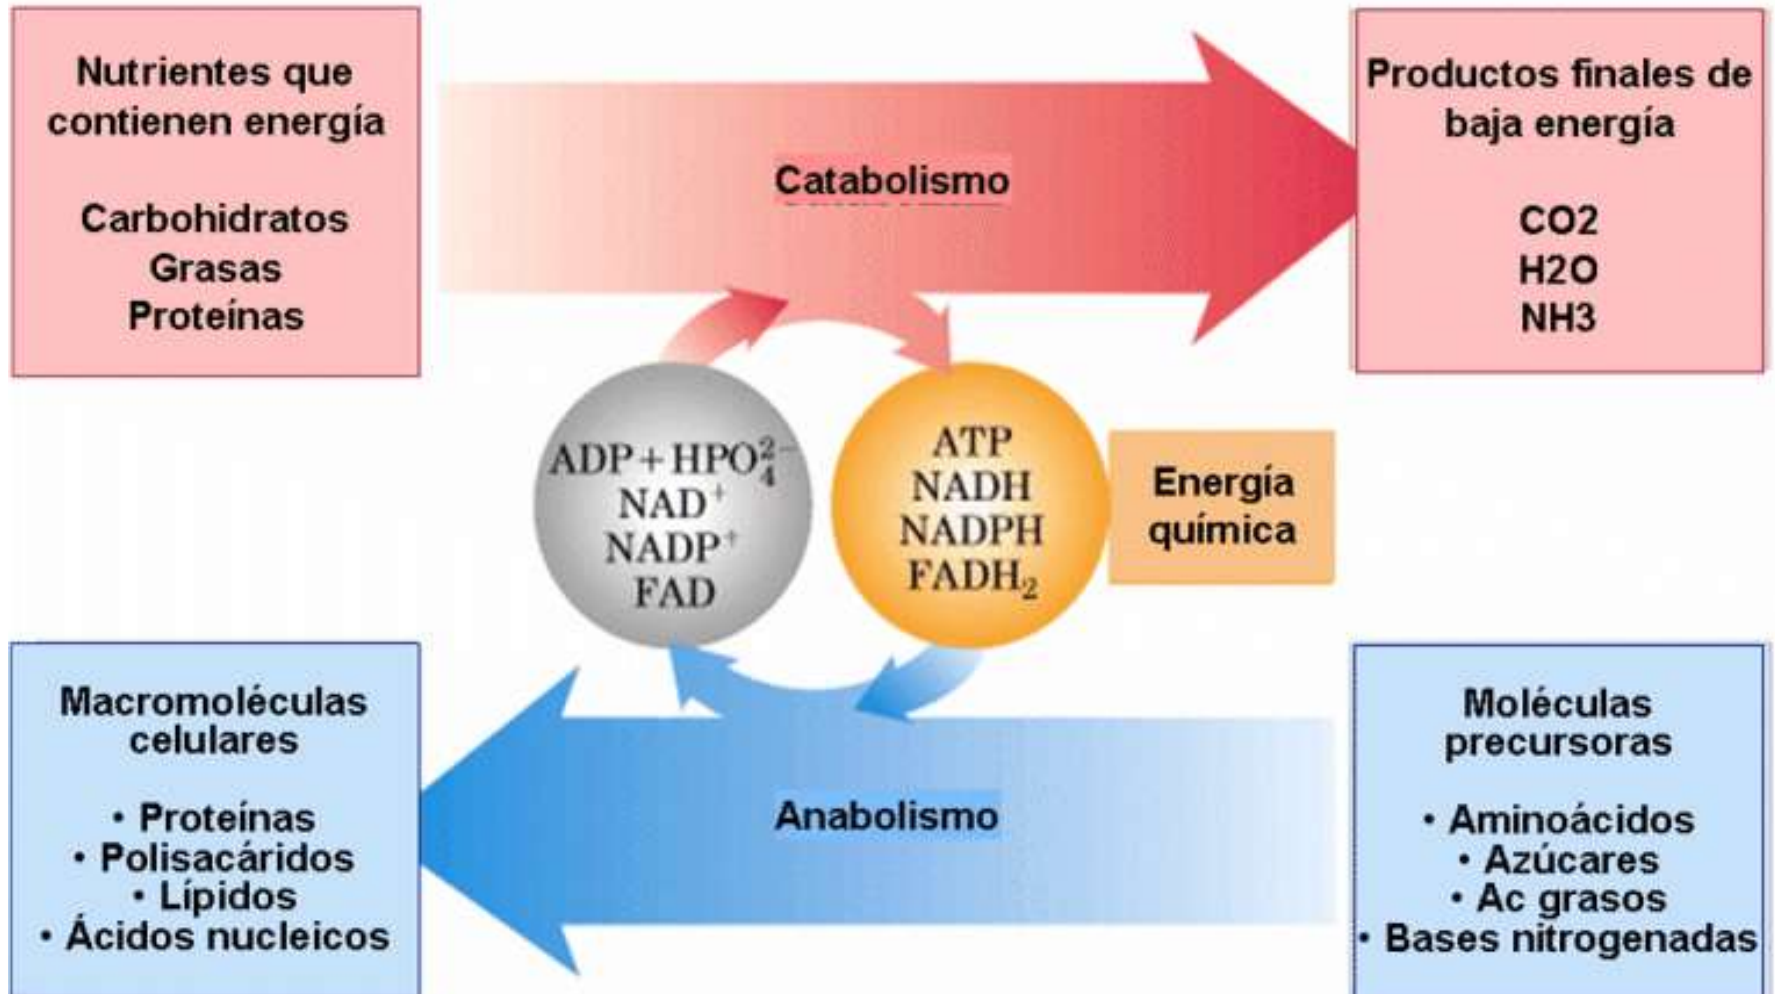 Nutrientes que
contienen energía
Carbohidratos
Grasas
Proteínas
Catabolismo
Productos finales de
baja energía
CO2
H2O
NH3
ADP + HPO₄²⁻
NAD⁺
NADP⁺
FAD
ATP
NADH
NADPH
FADH₂
Energía
química
Macromoléculas
celulares
• Proteínas
• Polisacáridos
• Lípidos
• Ácidos nucleicos
Anabolismo
Moléculas
precursoras
• Aminoácidos
• Azúcares
• Ac grasos
• Bases nitrogenadas